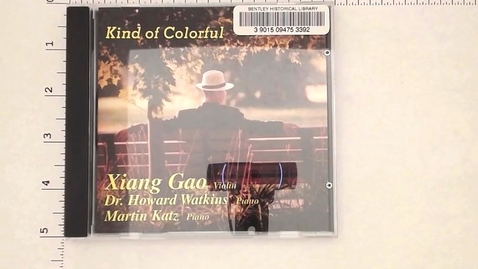 BENTLEY HISTORICAL LIBRARY
3 9015 09475 3392
Kind of Colorful
Xiang Gao Violin
Dr. Howard Watkins Piano
Martin Katz Piano
1
2
3
4
5